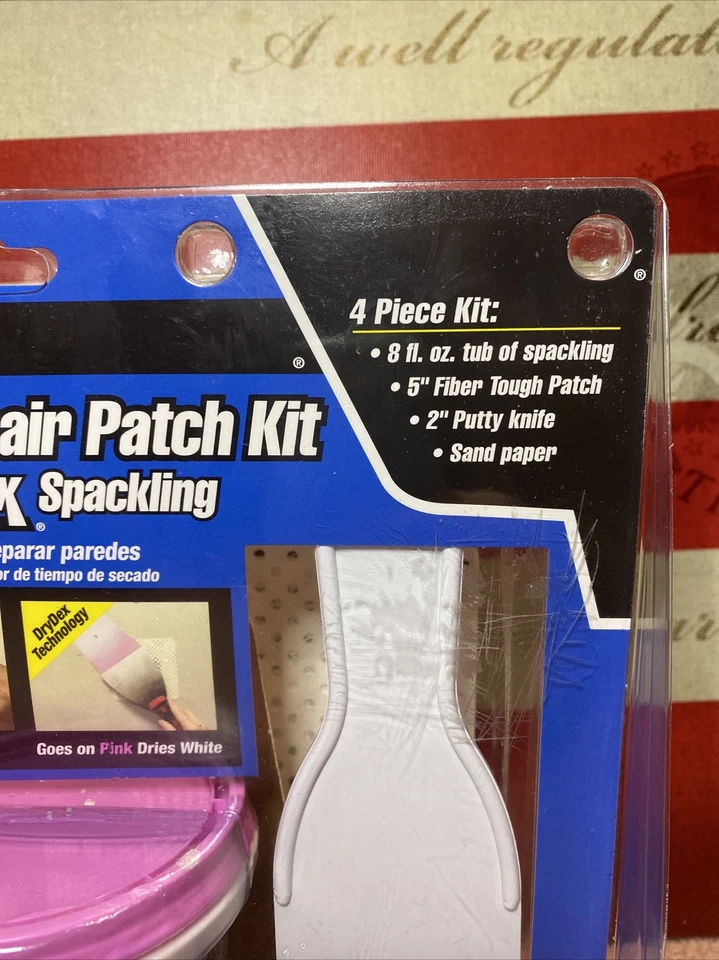 A well regulat
®
4 Piece Kit:
• 8 fl. oz. tub of spackling
• 5" Fiber Tough Patch
• 2" Putty knife
• Sand paper
®
air Patch Kit
X® Spackling
eparar paredes
or de tiempo de secado
DryDex
Technology
Goes on Pink Dries White